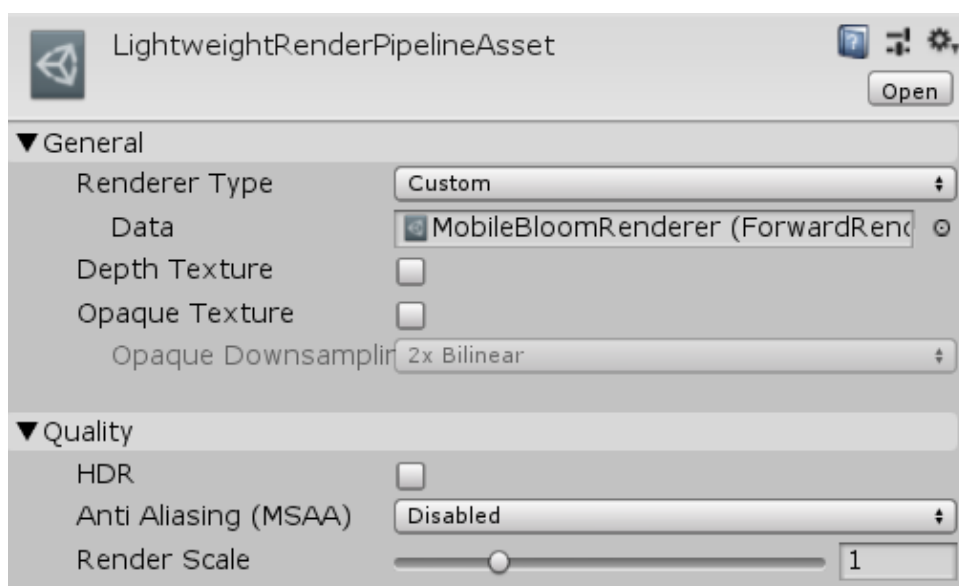 LightweightRenderPipelineAsset
Open
General
Renderer Type Custom
Data MobileBloomRenderer (ForwardRend
Depth Texture
Opaque Texture
Opaque Downsamplin 2x Bilinear
Quality
HDR
Anti Aliasing (MSAA) Disabled
Render Scale 1